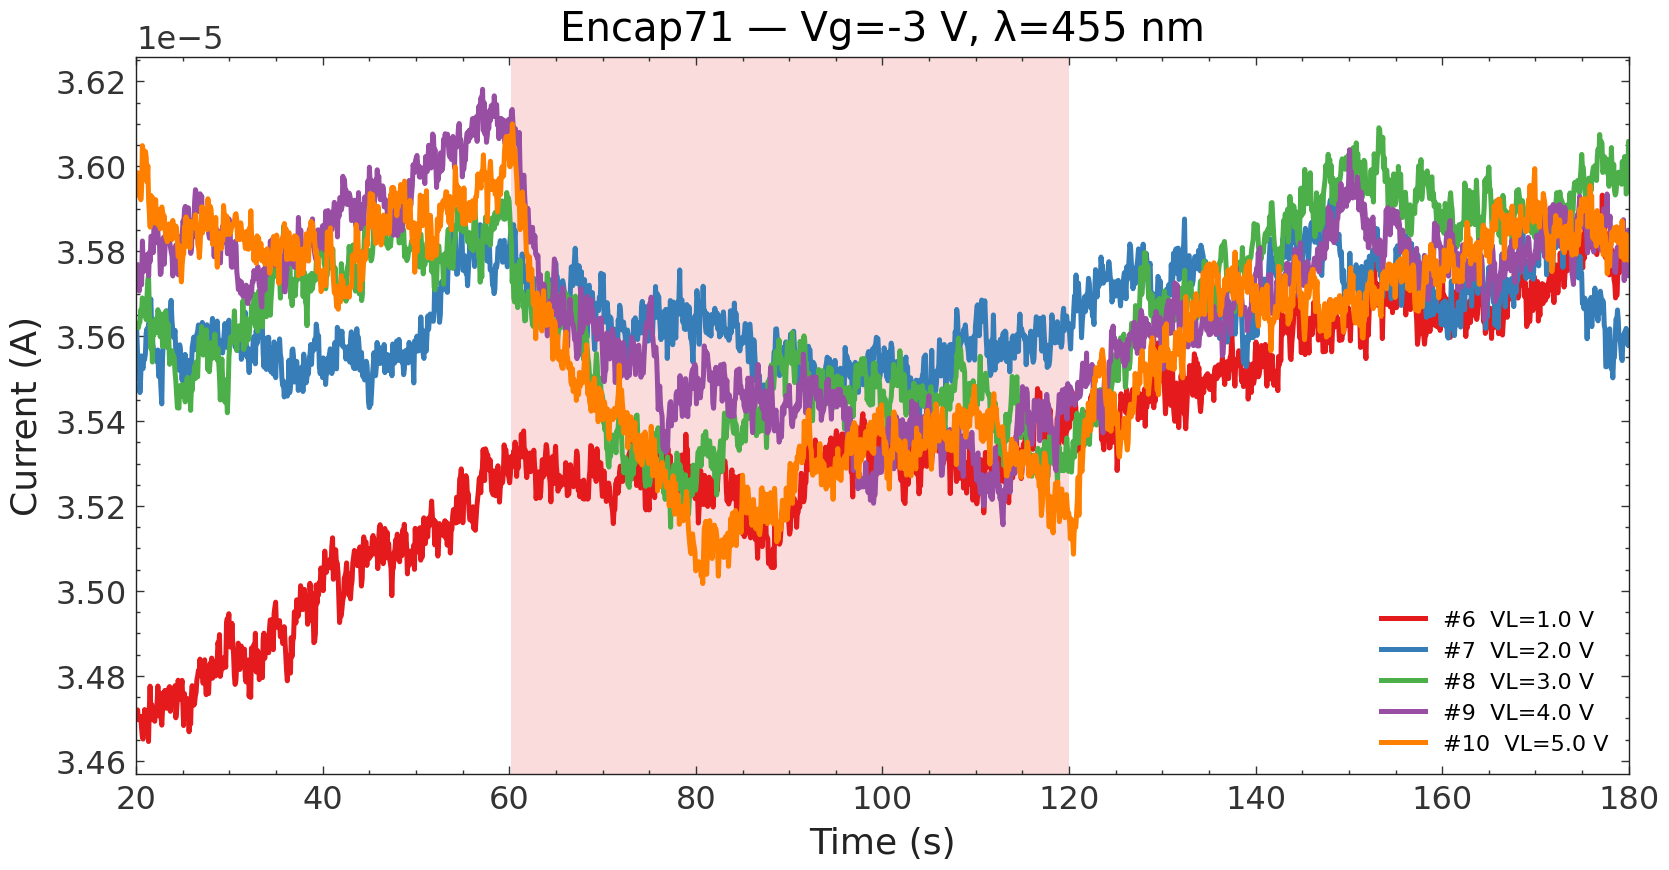 Encap71 — Vg=-3 V, λ=455 nm
1e−5
3.62
3.60
3.58
3.56
3.54
3.52
3.50
3.48
3.46
Current (A)
20 40 60 80 100 120 140 160 180
Time (s)
#6 VL=1.0 V
#7 VL=2.0 V
#8 VL=3.0 V
#9 VL=4.0 V
#10 VL=5.0 V